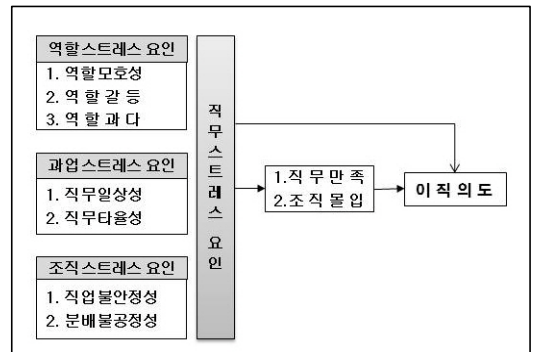 역할스트레스 요인
1. 역할모호성
2. 역 할 갈 등
3. 역 할 과 다
과업스트레스 요인
1. 직무일상성
2. 직무타율성
조직스트레스 요인
1. 직업불안정성
2. 분배불공정성
직
무
스
트
레
스
요
인
1.직 무 만 족
2.조 직 몰 입
이 직 의 도